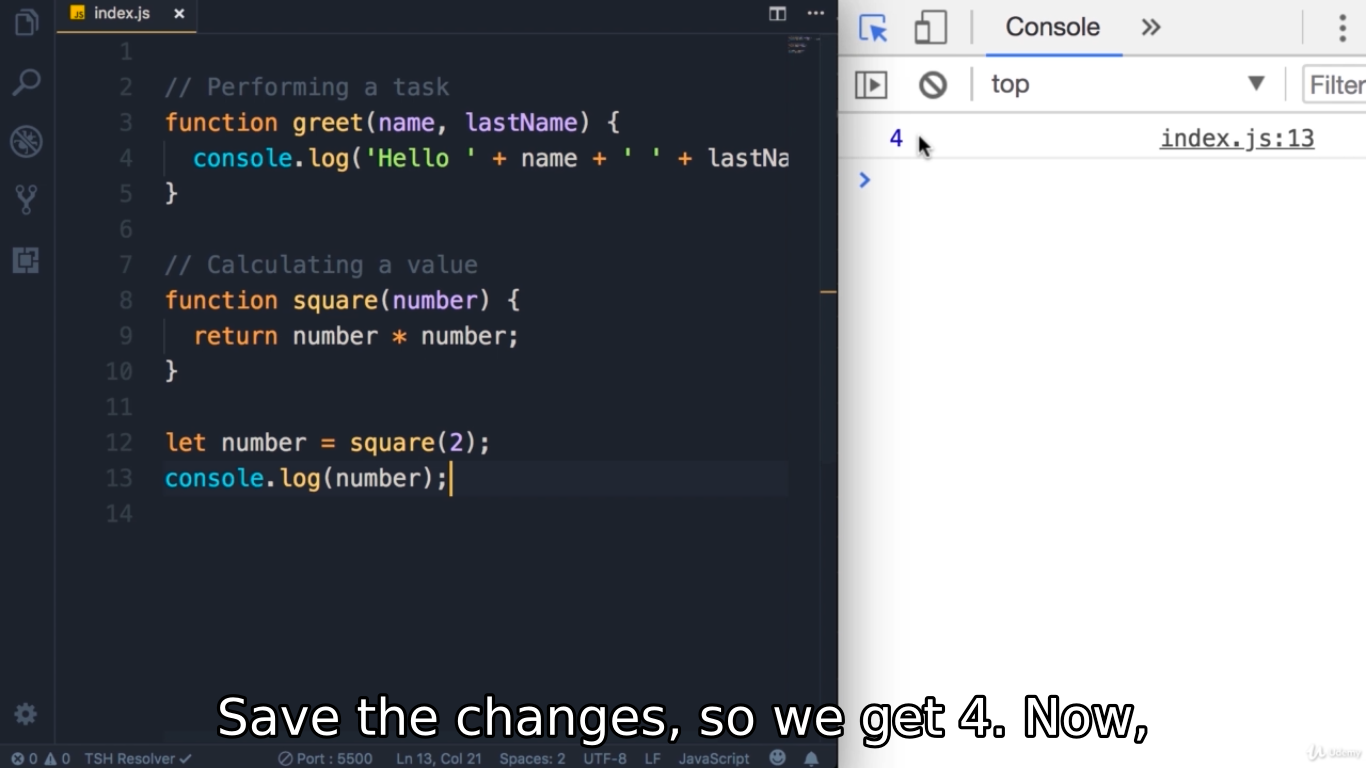 index.js
1
2 // Performing a task
3 function greet(name, lastName) {
4 console.log('Hello ' + name + ' ' + lastNa
5 }
6
7 // Calculating a value
8 function square(number) {
9 return number * number;
10 }
11
12 let number = square(2);
13 console.log(number);
14
Console
top
Filter
4 index.js:13
Save the changes, so we get 4. Now,
0 0 TSH Resolver Port : 5500 Ln 13, Col 21 Spaces: 2 UTF-8 LF JavaScript
Udemy